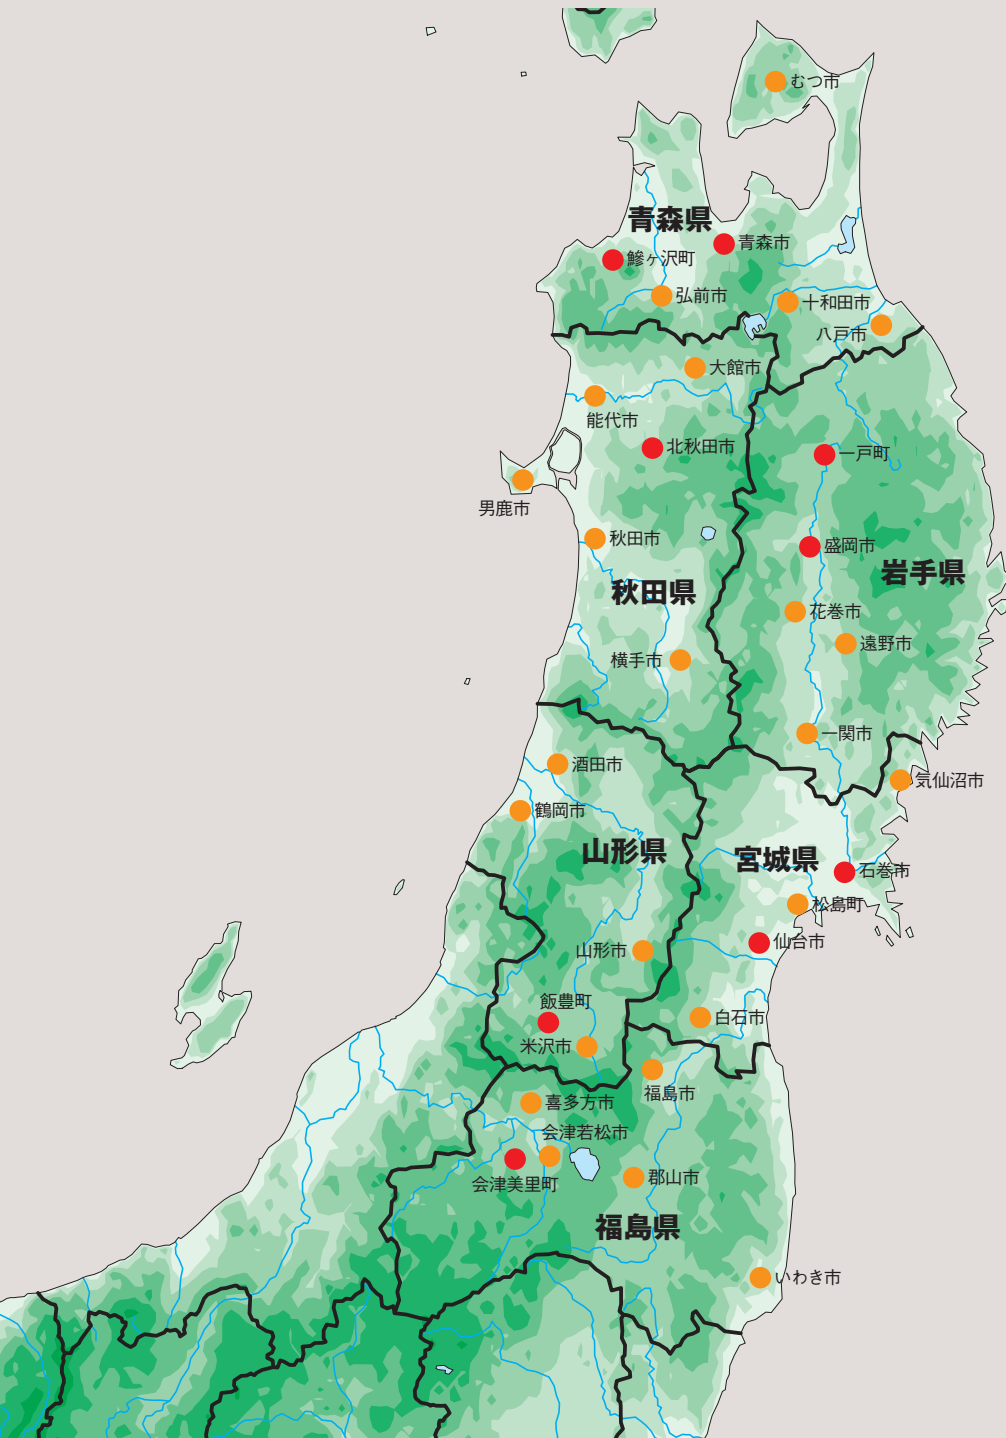 むつ市
青森県
青森市
鰺ヶ沢町
弘前市
十和田市
八戸市
大館市
能代市
北秋田市
一戸町
男鹿市
秋田市
盛岡市
岩手県
秋田県
花巻市
遠野市
横手市
一関市
酒田市
気仙沼市
鶴岡市
山形県
宮城県
石巻市
松島町
仙台市
山形市
飯豊町
白石市
米沢市
福島市
喜多方市
会津若松市
郡山市
会津美里町
福島県
いわき市